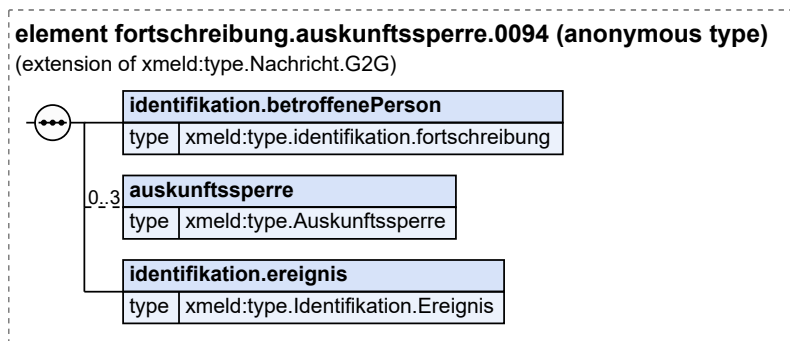 element fortschreibung.auskunftssperre.0094 (anonymous type)
(extension of xmeld:type.Nachricht.G2G)
identifikation.betroffenePerson
type xmeld:type.identifikation.fortschreibung
0..3
auskunftssperre
type xmeld:type.Auskunftssperre
identifikation.ereignis
type xmeld:type.Identifikation.Ereignis